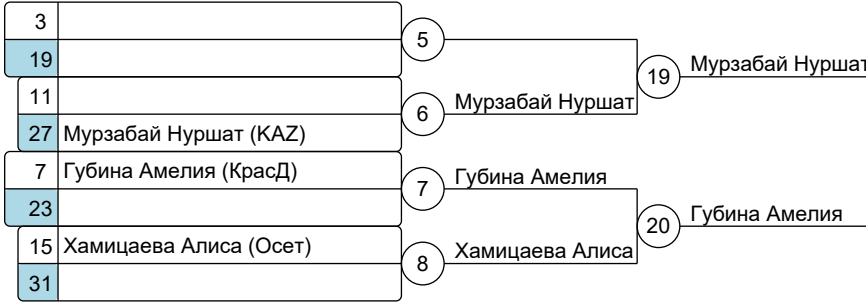 3
5
19
19 Мурзабай Нуршат
11
6 Мурзабай Нуршат
27 Мурзабай Нуршат (KAZ)
7 Губина Амелия (КрасД)
7 Губина Амелия
23
20 Губина Амелия
15 Хамицаева Алиса (Осет)
8 Хамицаева Алиса
31